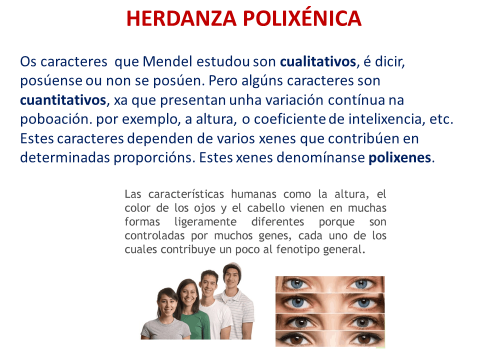 HERDANZA POLIXÉNICA
Os caracteres que Mendel estudou son cualitativos, é dicir,
posúense ou non se posúen. Pero algúns caracteres son
cuantitativos, xa que presentan unha variación contínua na
poboación. por exemplo, a altura, o coeficiente de intelixencia, etc.
Estes caracteres dependen de varios xenes que contribúen en
determinadas proporcións. Estes xenes denomínanse polixenes.
Las características humanas como la altura, el
color de los ojos y el cabello vienen en muchas
formas ligeramente diferentes porque son
controladas por muchos genes, cada uno de los
cuales contribuye un poco al fenotipo general.